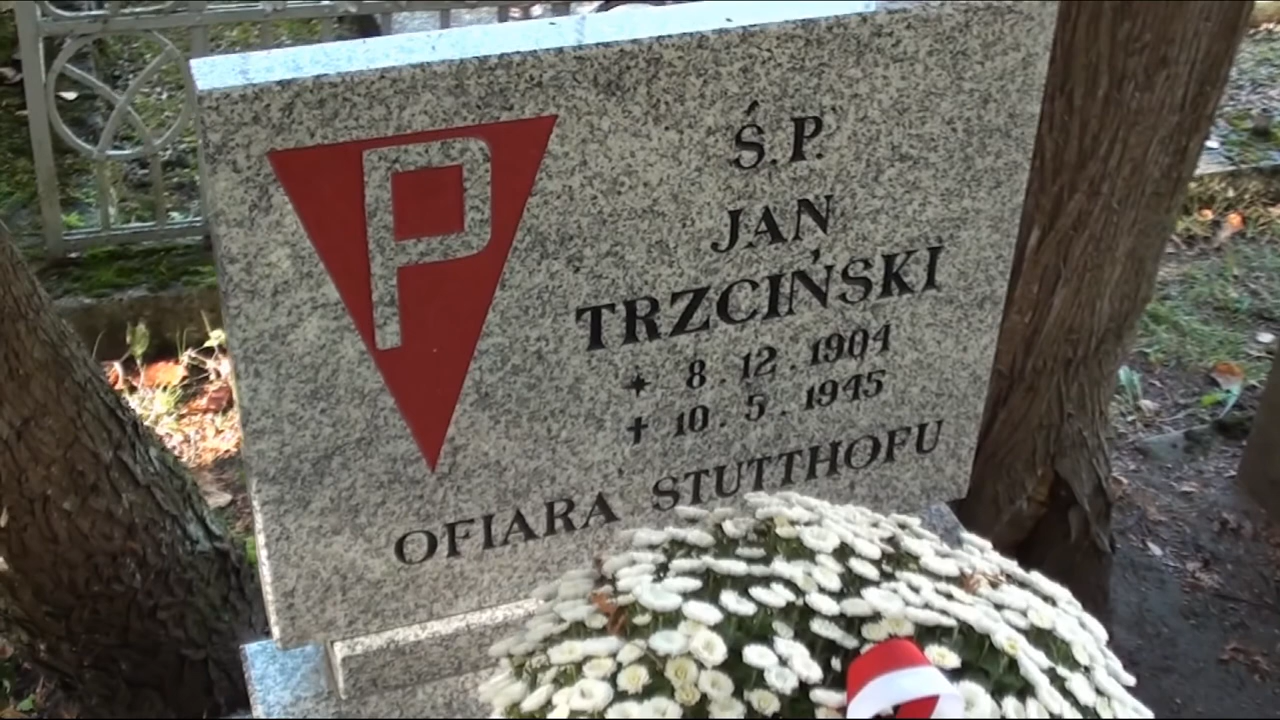 P
Ś.P.
JAN
TRZCIŃSKI
* 8.12.1904
† 10.5.1945
OFIARA STUTTHOFU